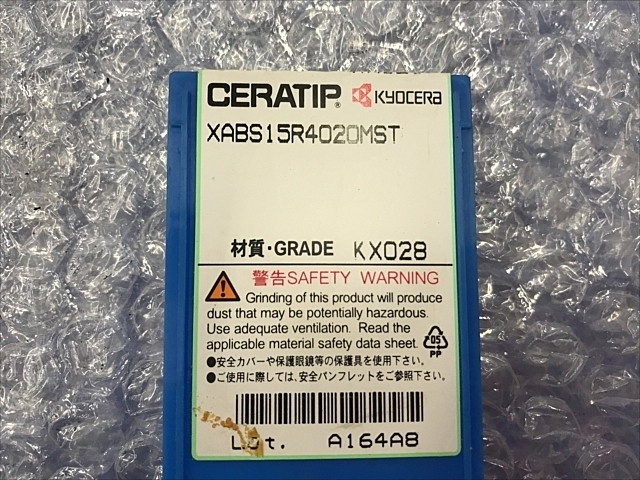 CERATIP® KYOCERA
XABS15R4020MST
材質・GRADE KX028
警告SAFETY WARNING
Grinding of this product will produce
dust that may be potentially hazardous.
Use adequate ventilation. Read the
applicable material safety data sheet.
05
PP
●安全カバーや保護眼鏡等の保護具を使用下さい。
●ご使用に際しては、安全パンフレットをご参照下さい。
Lot. A164A8